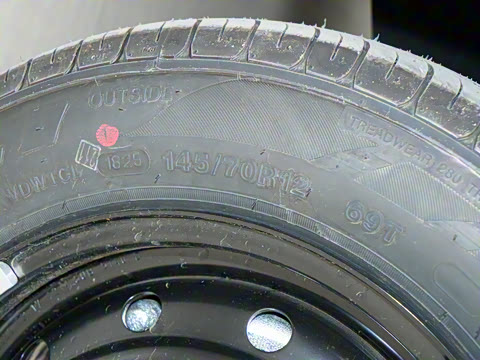 OUTSIDE
TREADWEAR 280
1825
145/70R12
69T